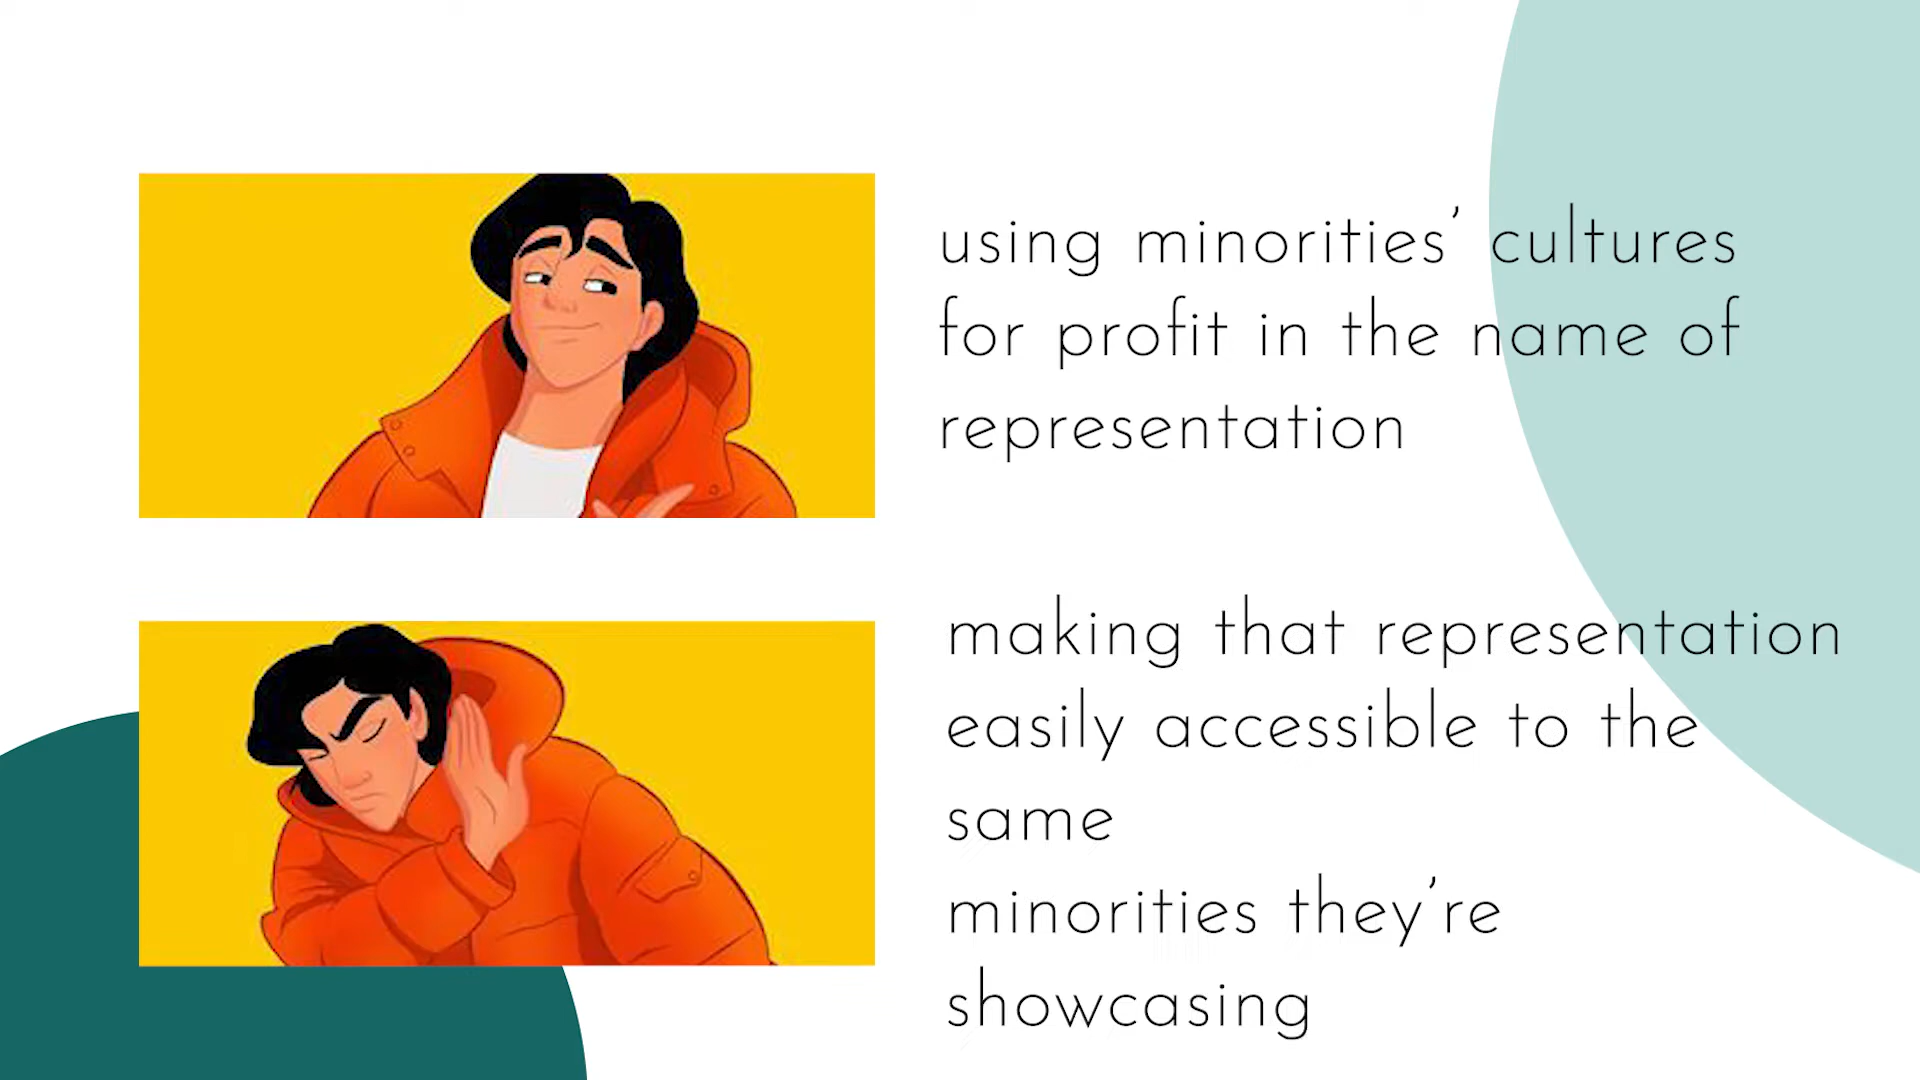 using minorities’ cultures
for profit in the name of
representation
making that representation
easily accessible to the
same
minorities they’re
showcasing